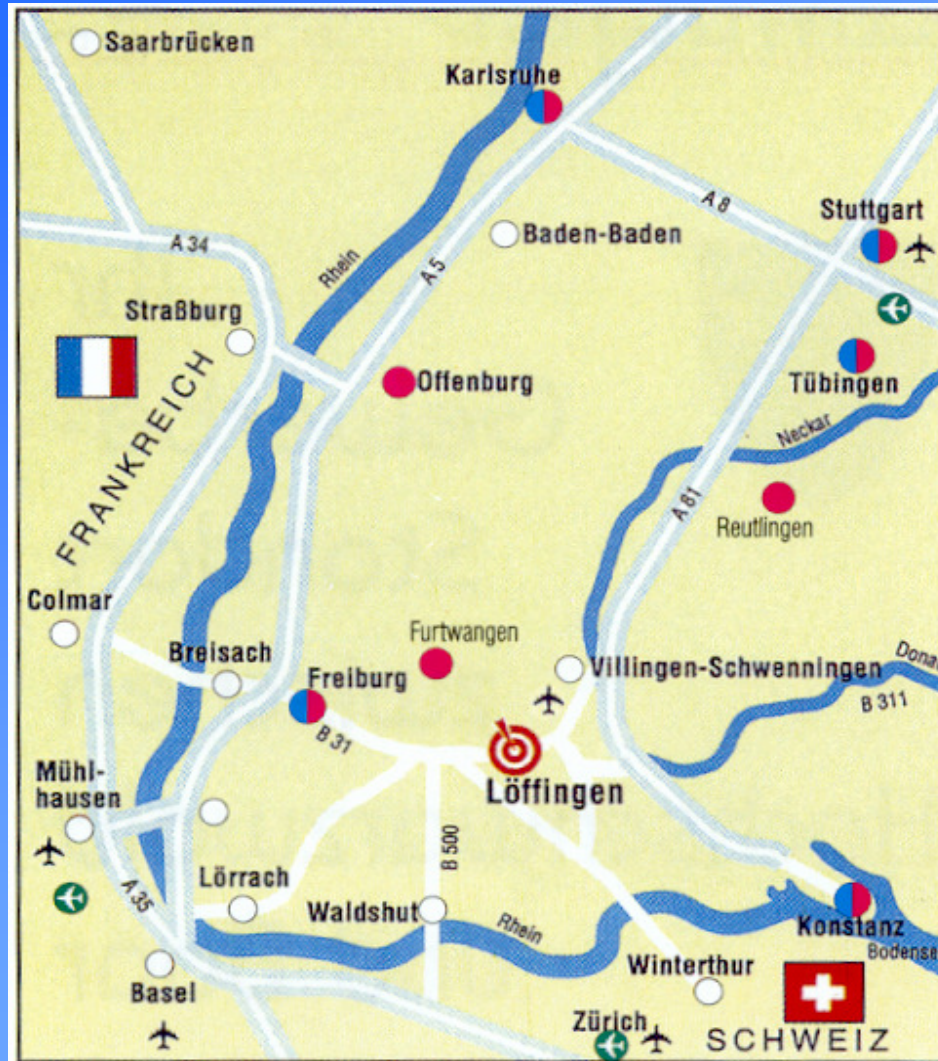 Saarbrücken
Karlsruhe
A 8
Stuttgart
Baden-Baden
A 34
Rhein
A 5
Straßburg
Offenburg
Tübingen
Neckar
FRANKREICH
A 81
Reutlingen
Colmar
Furtwangen
Breisach
Freiburg
Villingen-Schwenningen
Donau
B 311
B 31
Mühl-
hausen
Löffingen
B 500
A 35
Lörrach
Waldshut
Rhein
Konstanz
Bodense
Basel
Winterthur
Zürich
SCHWEIZ